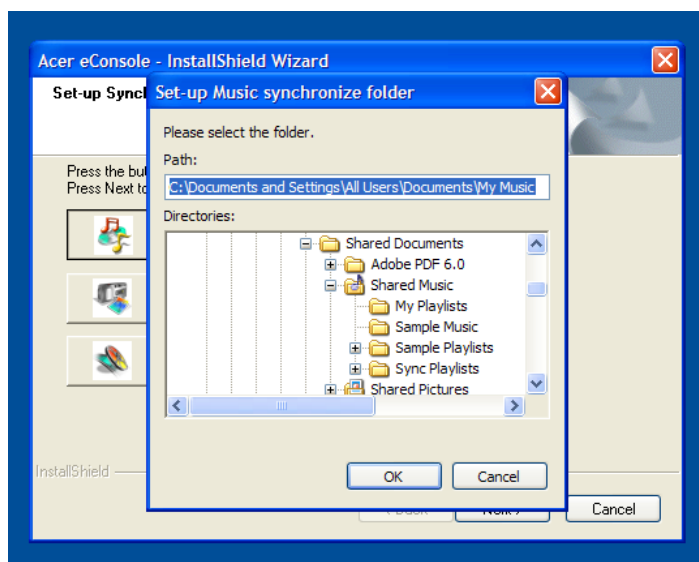 Acer eConsole - InstallShield Wizard
Set-up Synch
Set-up Music synchronize folder
Please select the folder.
Path:
Press the but
Press Next to
C:\Documents and Settings\All Users\Documents\My Music
Directories:
Shared Documents
Adobe PDF 6.0
Shared Music
My Playlists
Sample Music
Sample Playlists
Sync Playlists
Shared Pictures
InstallShield
OK
Cancel
Cancel